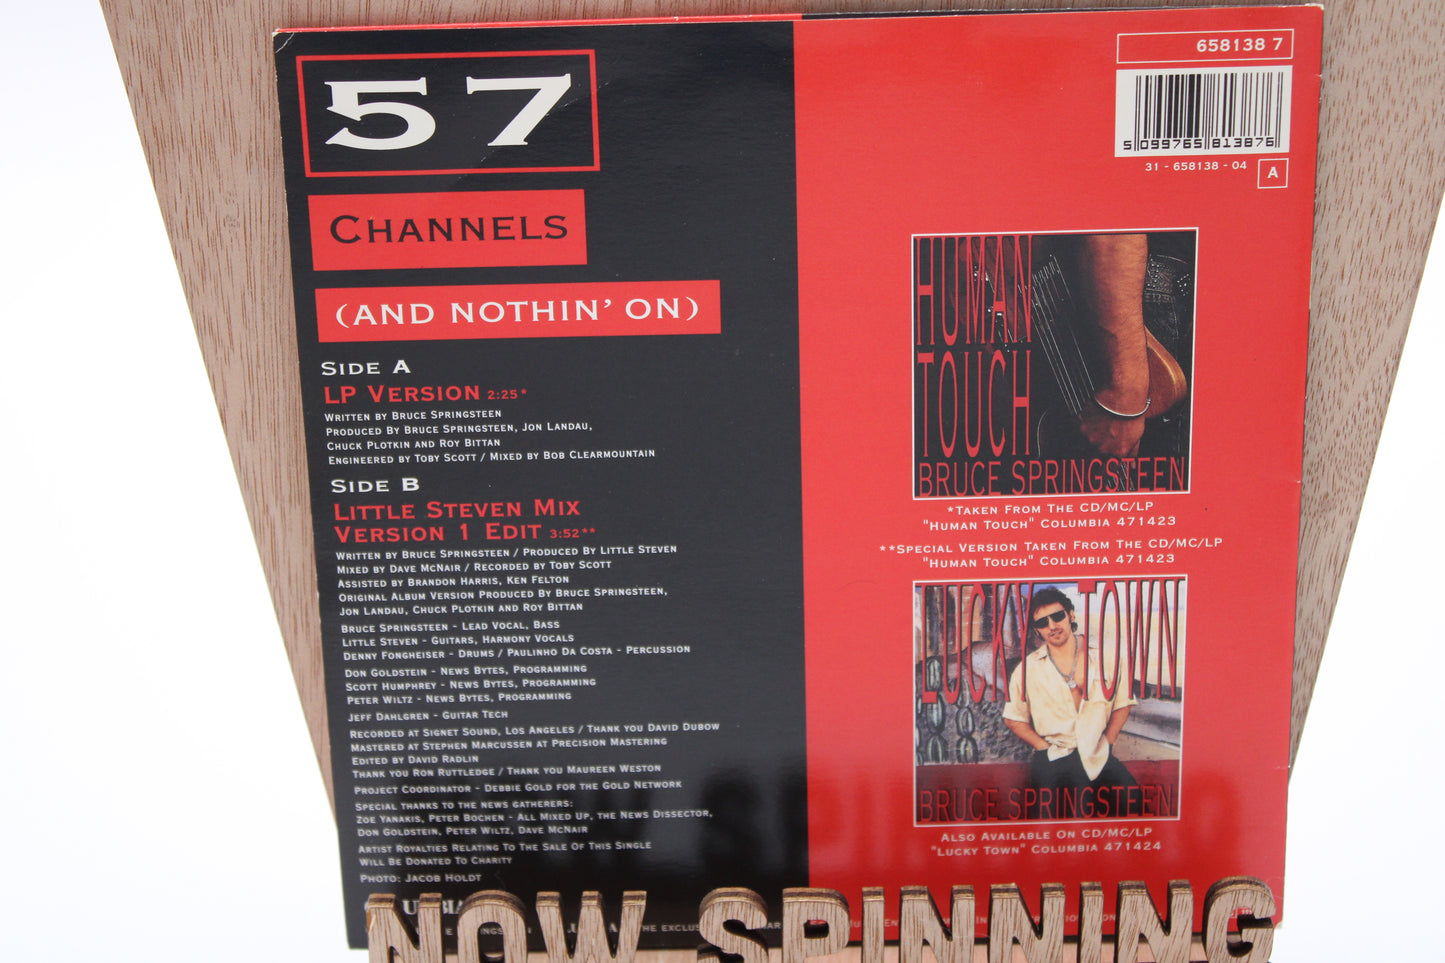 57
CHANNELS
(AND NOTHIN' ON)
SIDE A
LP VERSION 2:25*
WRITTEN BY BRUCE SPRINGSTEEN
PRODUCED BY BRUCE SPRINGSTEEN, JON LANDAU,
CHUCK PLOTKIN AND ROY BITTAN
ENGINEERED BY TOBY SCOTT / MIXED BY BOB CLEARMOUNTAIN
SIDE B
LITTLE STEVEN MIX
VERSION 1 EDIT 3:52**
WRITTEN BY BRUCE SPRINGSTEEN / PRODUCED BY LITTLE STEVEN
MIXED BY DAVE MCNAIR / RECORDED BY TOBY SCOTT
ASSISTED BY BRANDON HARRIS, KEN FELTON
ORIGINAL ALBUM VERSION PRODUCED BY BRUCE SPRINGSTEEN,
JON LANDAU, CHUCK PLOTKIN AND ROY BITTAN
BRUCE SPRINGSTEEN - LEAD VOCAL, BASS
LITTLE STEVEN - GUITARS, HARMONY VOCALS
DENNY FONGHEISER - DRUMS / PAULINHO DA COSTA - PERCUSSION
DON GOLDSTEIN - NEWS BYTES, PROGRAMMING
SCOTT HUMPHREY - NEWS BYTES, PROGRAMMING
PETER WILTZ - NEWS BYTES, PROGRAMMING
JEFF DAHLGREN - GUITAR TECH
RECORDED AT SIGNET SOUND, LOS ANGELES / THANK YOU DAVID DUBOW
MASTERED AT STEPHEN MARCUSSEN AT PRECISION MASTERING
EDITED BY DAVID RADLIN
THANK YOU RON RUTTLEDGE / THANK YOU MAUREEN WESTON
PROJECT COORDINATOR - DEBBIE GOLD FOR THE GOLD NETWORK
SPECIAL THANKS TO THE NEWS GATHERERS:
ZOE YANAKIS, PETER BOCHEN - ALL MIXED UP, THE NEWS DISSECTOR,
DON GOLDSTEIN, PETER WILTZ, DAVE MCNAIR
ARTIST ROYALTIES RELATING TO THE SALE OF THIS SINGLE
WILL BE DONATED TO CHARITY
PHOTO: JACOB HOLDT
658138 7
5 099765 813876
31 - 658138 - 04
A
HUMAN
TOUCH
BRUCE SPRINGSTEEN
*TAKEN FROM THE CD/MC/LP
"HUMAN TOUCH" COLUMBIA 471423
**SPECIAL VERSION TAKEN FROM THE CD/MC/LP
"HUMAN TOUCH" COLUMBIA 471423
LUCKY TOWN
BRUCE SPRINGSTEEN
ALSO AVAILABLE ON CD/MC/LP
"LUCKY TOWN" COLUMBIA 471424
NOW SPINNING